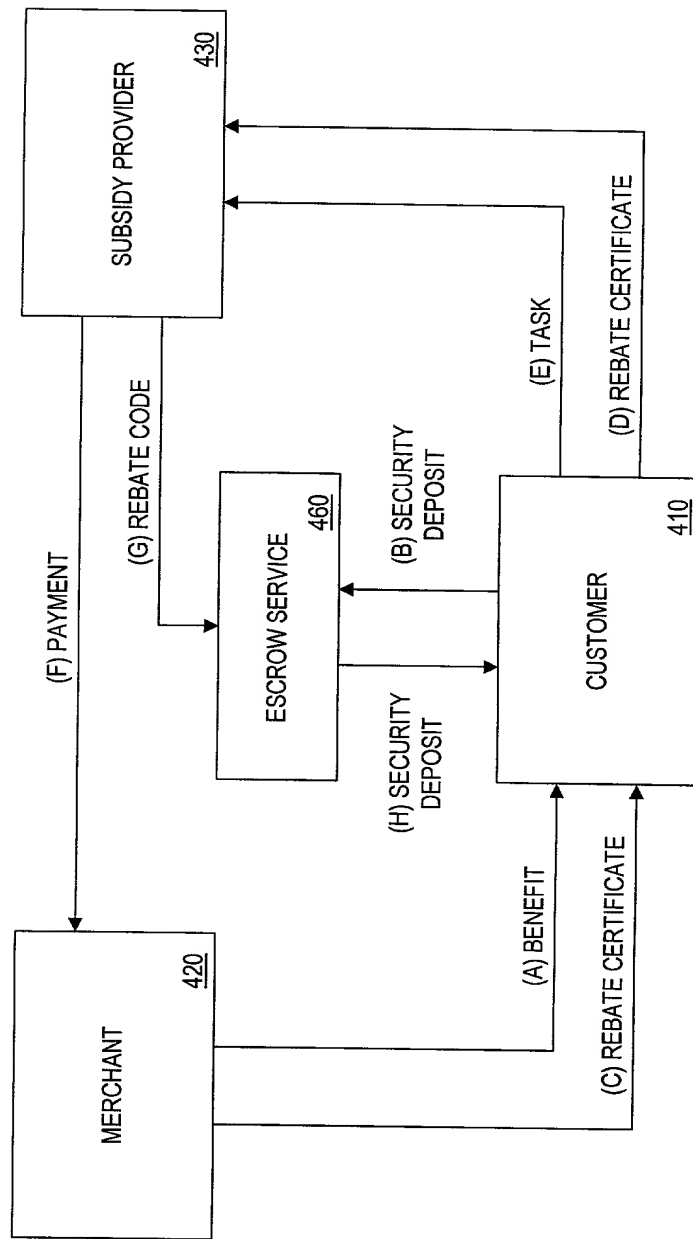 MERCHANT
420
SUBSIDY PROVIDER
430
(F) PAYMENT
(G) REBATE CODE
ESCROW SERVICE
460
(H) SECURITY
DEPOSIT
(B) SECURITY
DEPOSIT
(A) BENEFIT
(C) REBATE CERTIFICATE
CUSTOMER
410
(E) TASK
(D) REBATE CERTIFICATE